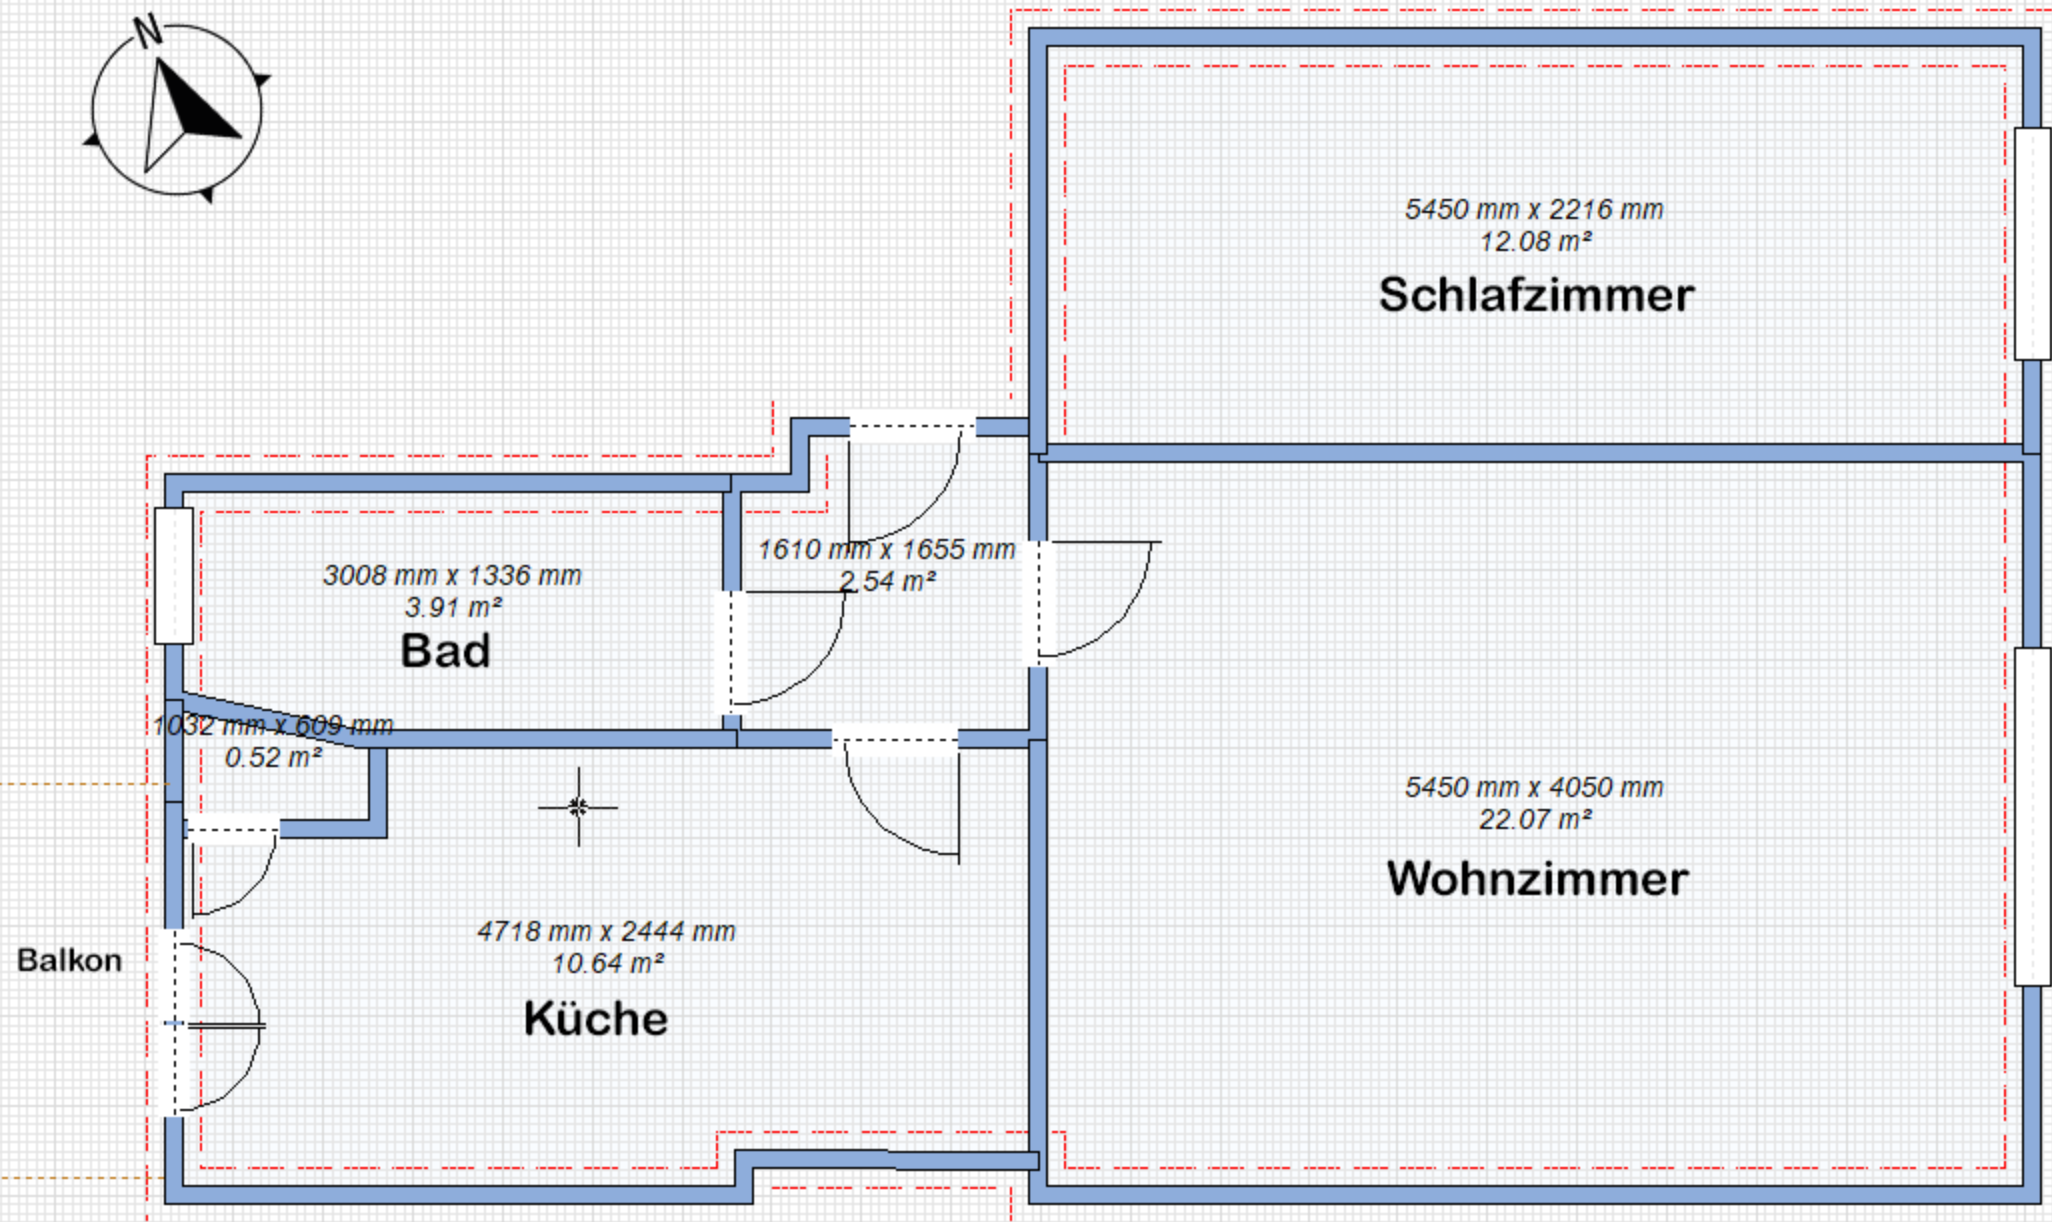 N
5450 mm x 2216 mm
12.08 m²
Schlafzimmer
1610 mm x 1655 mm
2.54 m²
3008 mm x 1336 mm
3.91 m²
Bad
1032 mm x 609 mm
0.52 m²
5450 mm x 4050 mm
22.07 m²
Wohnzimmer
4718 mm x 2444 mm
10.64 m²
Küche
Balkon